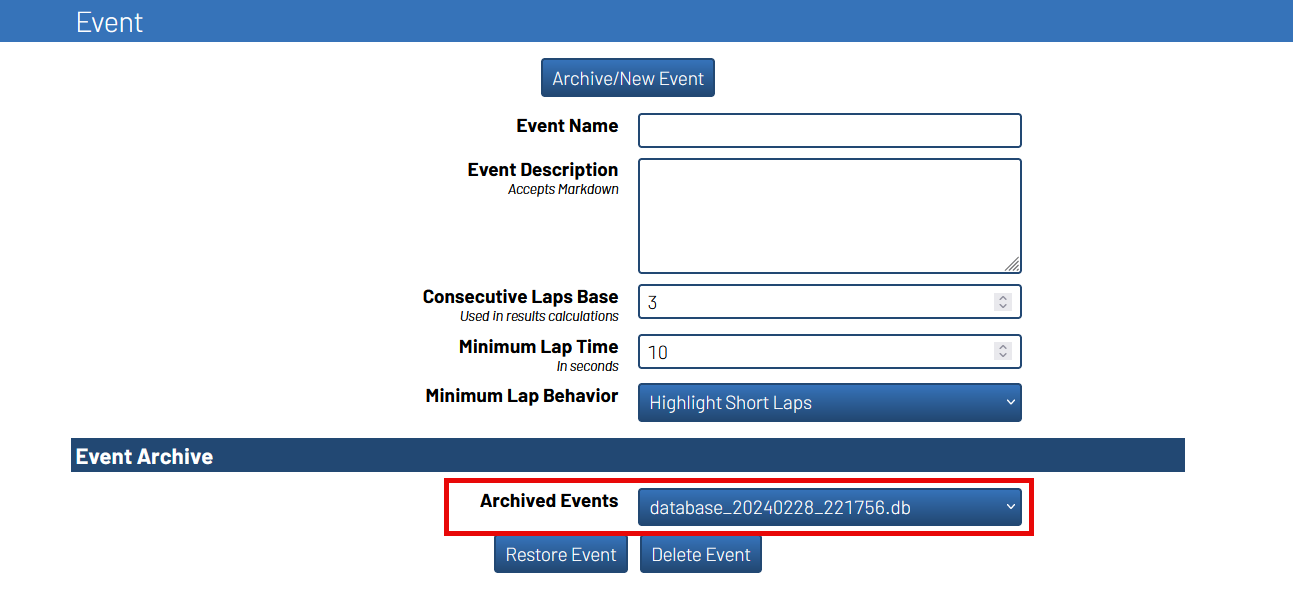 Event
Archive/New Event
Event Name
Event Description
Accepts Markdown
Consecutive Laps Base
3
Used in results calculations
Minimum Lap Time
10
In seconds
Minimum Lap Behavior
Highlight Short Laps
Event Archive
Archived Events
database_20240228_221756.db
Restore Event
Delete Event